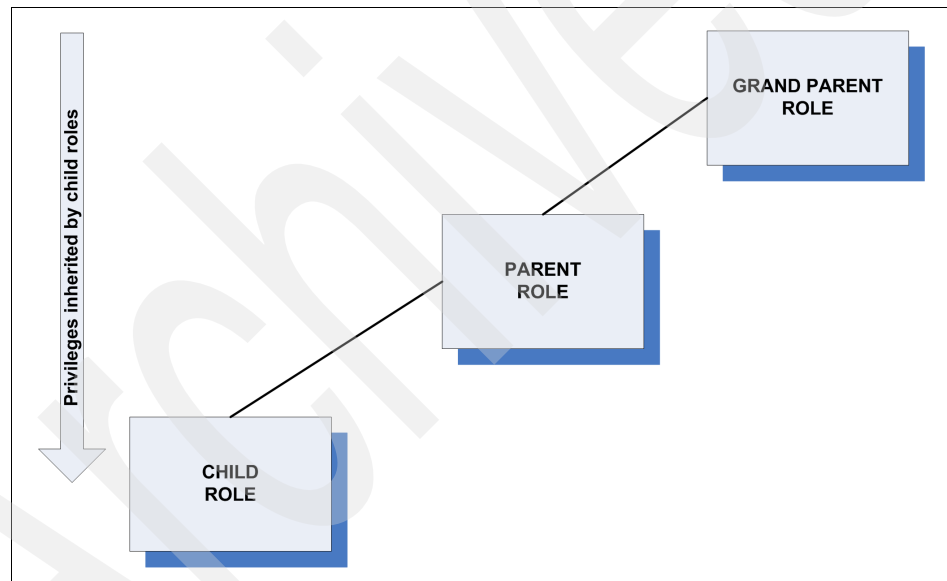 Privileges inherited by child roles
GRAND PARENT
ROLE
PARENT
ROLE
CHILD
ROLE